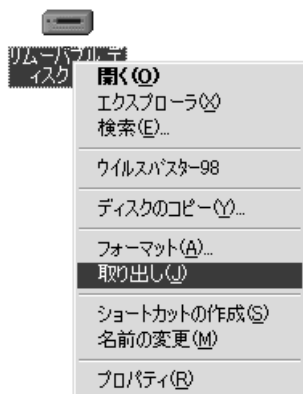 リムーバブル ディスク
開く(O)
エクスプローラ(X)
検索(E)...
ウイルスバスター98
ディスクのコピー(Y)...
フォーマット(A)...
取り出し(J)
ショートカットの作成(S)
名前の変更(M)
プロパティ(R)